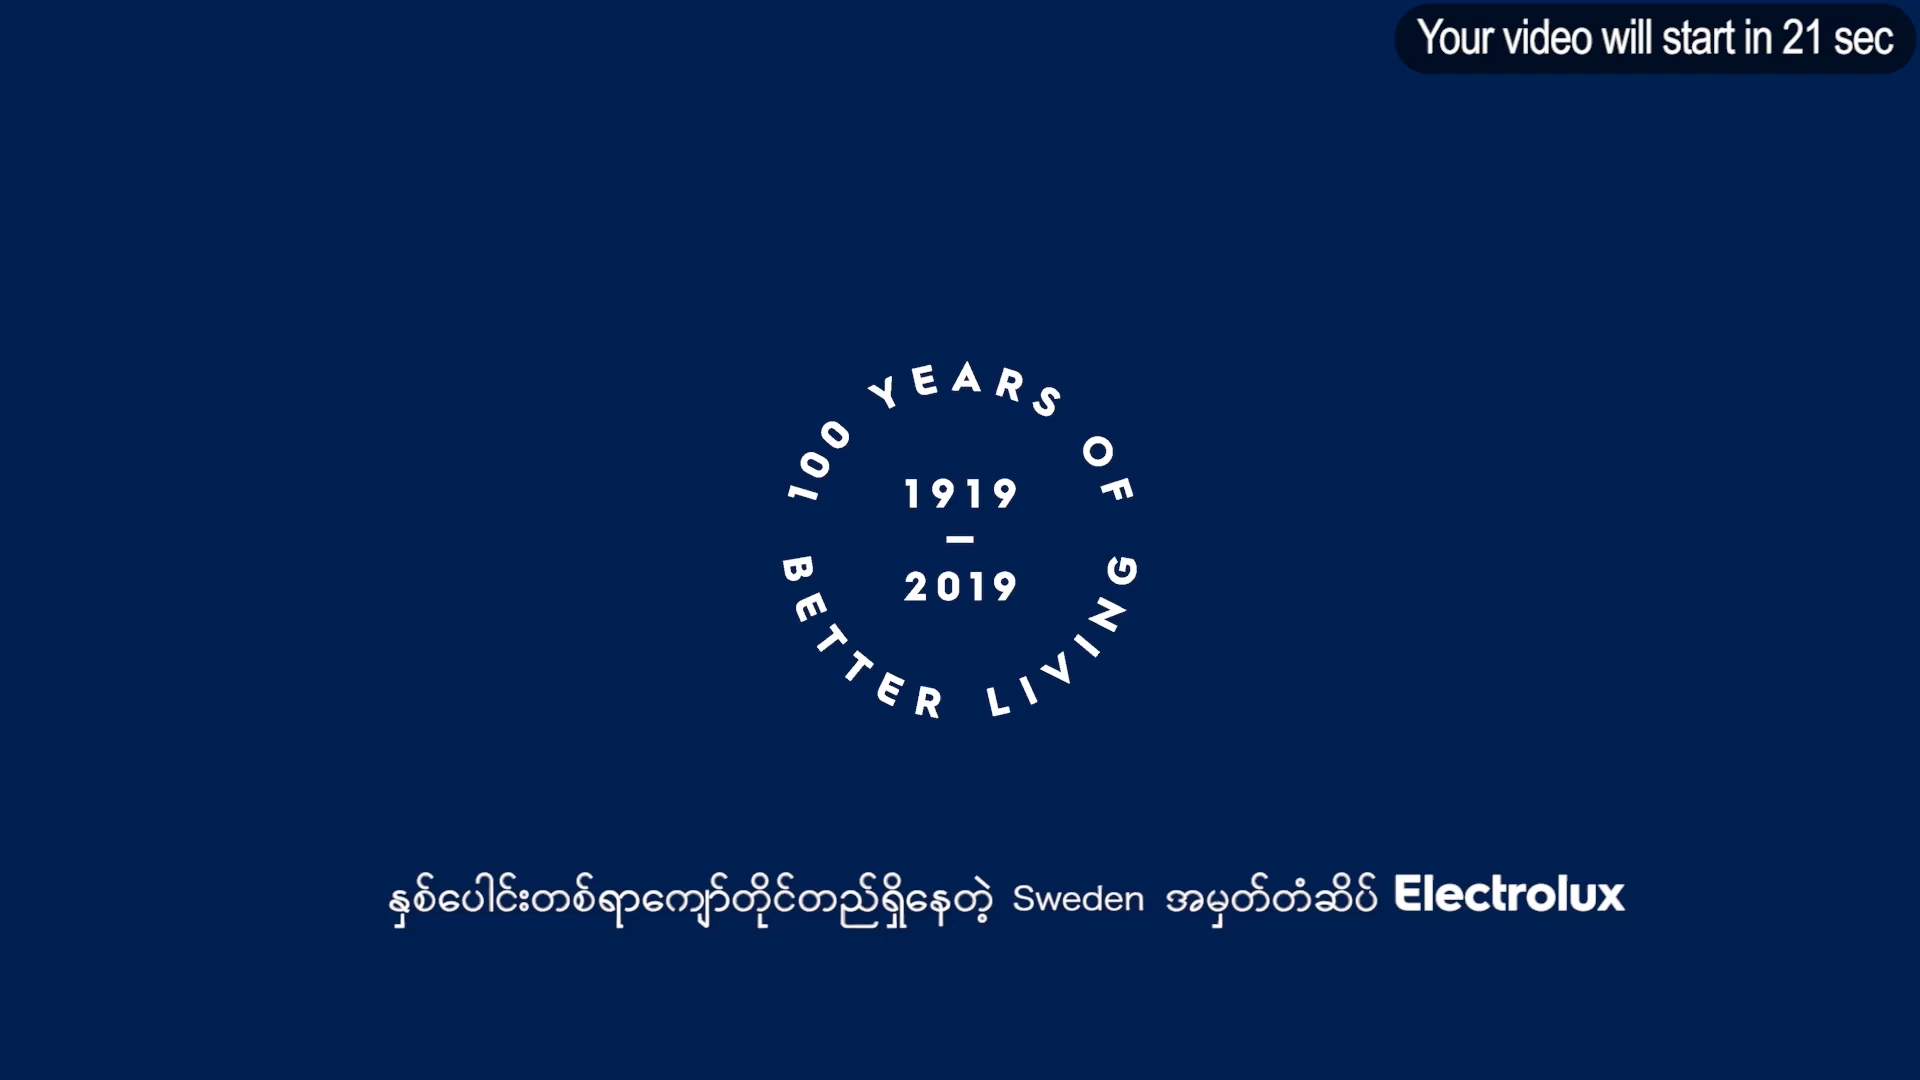 Your video will start in 21 sec
100 YEARS OF
1919
–
2019
BETTER LIVING
နှစ်ပေါင်းတစ်ရာကျော်တိုင်တည်ရှိနေတဲ့ Sweden အမှတ်တံဆိပ် Electrolux